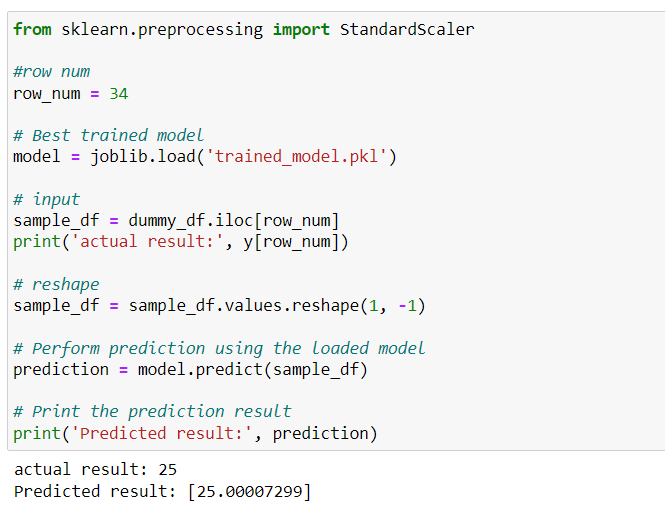 from sklearn.preprocessing import StandardScaler
#row num
row_num = 34
# Best trained model
model = joblib.load('trained_model.pkl')
# input
sample_df = dummy_df.iloc[row_num]
print('actual result:', y[row_num])
# reshape
sample_df = sample_df.values.reshape(1, -1)
# Perform prediction using the loaded model
prediction = model.predict(sample_df)
# Print the prediction result
print('Predicted result:', prediction)
actual result: 25
Predicted result: [25.00007299]